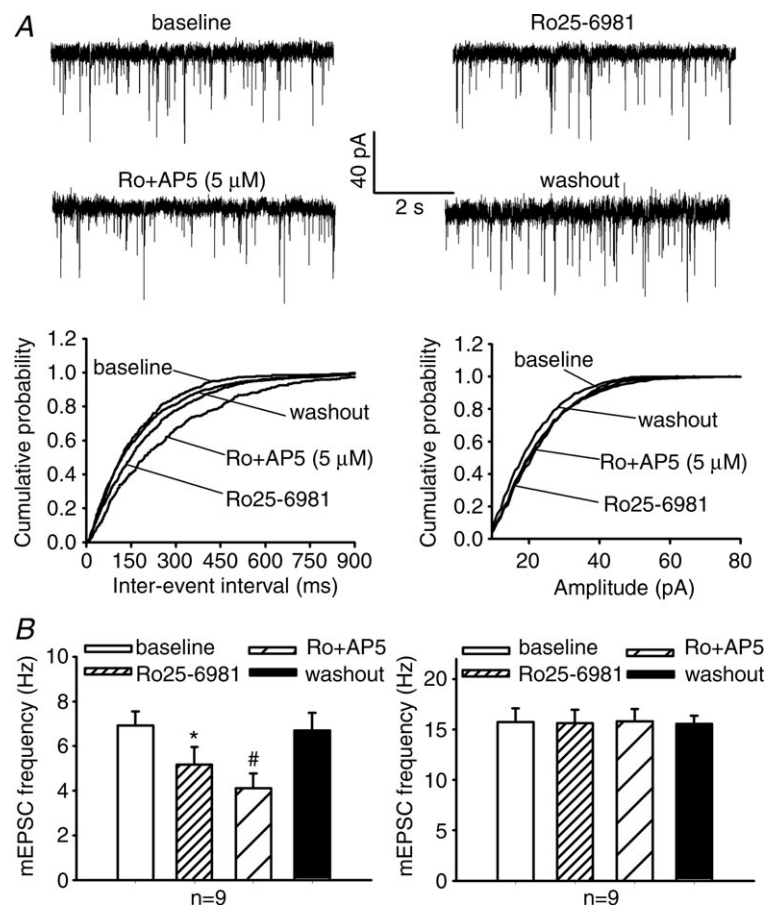 A
baseline
Ro25-6981
40 pA
2 s
Ro+AP5 (5 μM)
washout
Cumulative probability
1.2
1.0
0.8
0.6
0.4
0.2
0.0
baseline
washout
Ro+AP5 (5 μM)
Ro25-6981
0 150 300 450 600 750 900
Inter-event interval (ms)
Cumulative probability
1.2
1.0
0.8
0.6
0.4
0.2
0.0
baseline
washout
Ro+AP5 (5 μM)
Ro25-6981
20 40 60 80
Amplitude (pA)
B
mEPSC frequency (Hz)
10
8
6
4
2
0
baseline
Ro+AP5
Ro25-6981
washout
*
#
n=9
mEPSC frequency (Hz)
20
15
10
5
0
baseline
Ro+AP5
Ro25-6981
washout
n=9